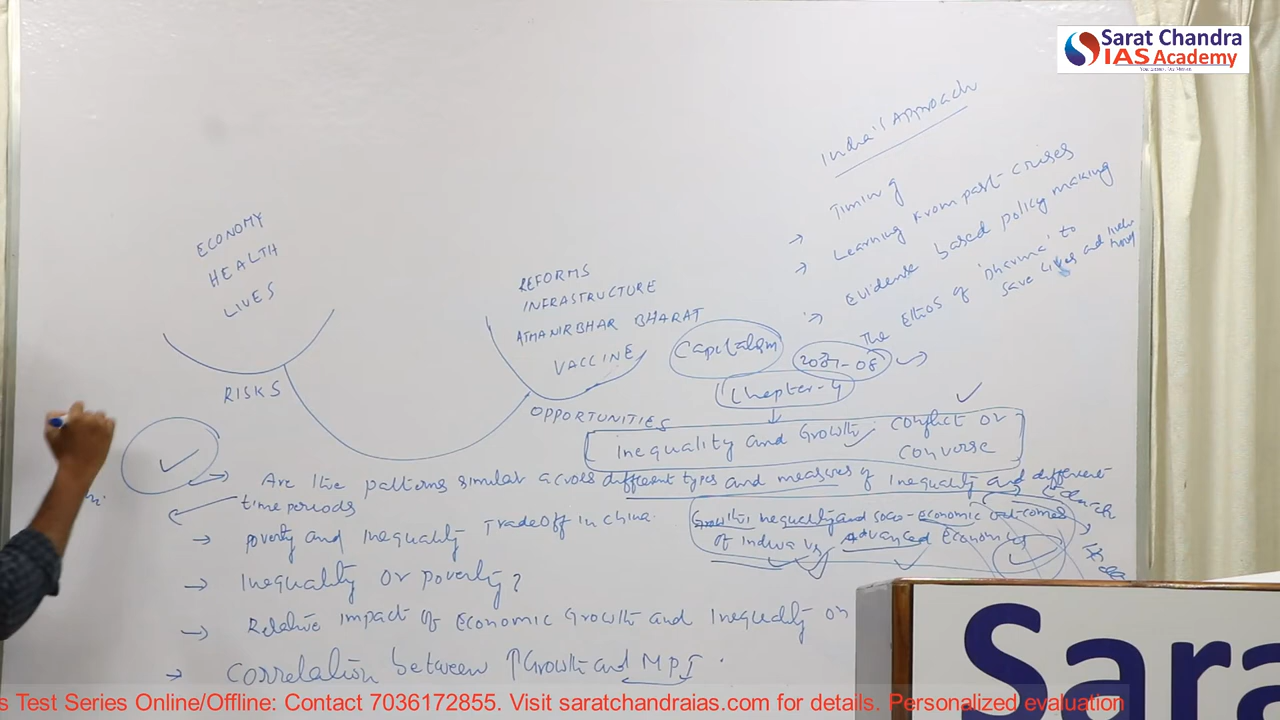 Sarat Chandra
IAS Academy
India's Approach
Timing
Learning from past crises
Evidense based policy making
The Ethos of 'Dharma' to
save lives and
ECONOMY
HEALTH
LIVES
RISKS
REFORMS
INFRASTRUCTURE
ATMANIRBHAR BHARAT
VACCINE
OPPORTUNITIES
Capitalism
Chapter-4
Inequality and Growth: Conflict or
Converse
Are the patterns similar across different types and measures of Inequality and different
time periods
Growth, inequality and socio-economic outcomes
of India vs Advanced Economies
Poverty and Inequality Tradeoff in China.
Inequality or poverty?
Relative impact of Economic Growth and Inequality on
Correlation between ↑Growth and MPI.
Sara
s Test Series Online/Offline: Contact 7036172855. Visit saratchandraias.com for details. Personalized evaluation